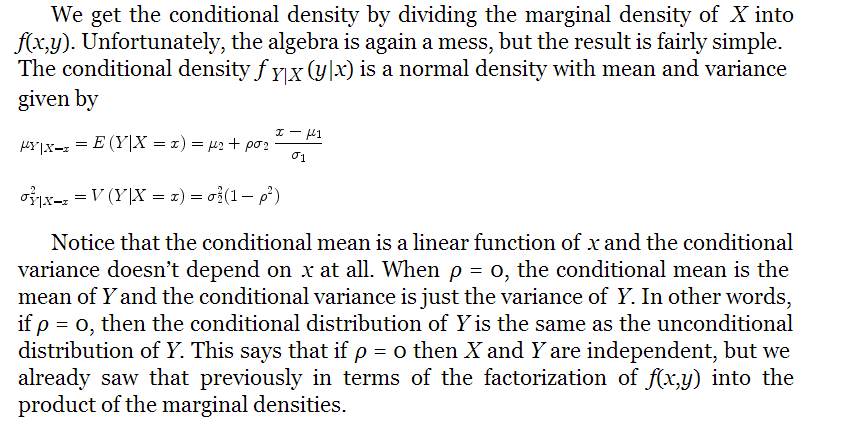 We get the conditional density by dividing the marginal density of X into
f(x,y). Unfortunately, the algebra is again a mess, but the result is fairly simple.
The conditional density f Y|X (y|x) is a normal density with mean and variance
given by
μY|X=x = E (Y|X = x) = μ2 + ρσ2 (x − μ1)/σ1
σ²Y|X=x = V (Y|X = x) = σ²2(1 − ρ²)
Notice that the conditional mean is a linear function of x and the conditional
variance doesn’t depend on x at all. When ρ = 0, the conditional mean is the
mean of Y and the conditional variance is just the variance of Y. In other words,
if ρ = 0, then the conditional distribution of Y is the same as the unconditional
distribution of Y. This says that if ρ = 0 then X and Y are independent, but we
already saw that previously in terms of the factorization of f(x,y) into the
product of the marginal densities.